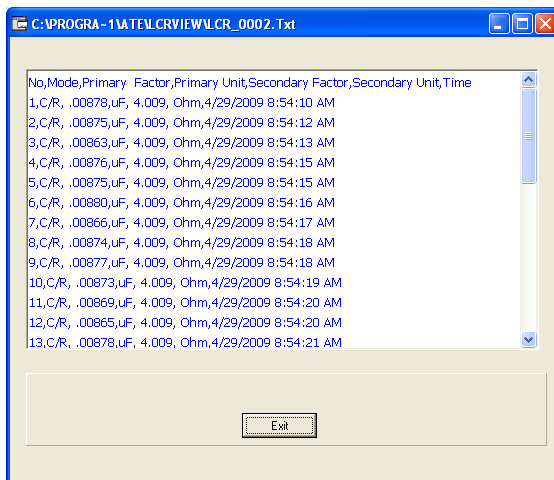 C:\PROGRA~1\ATE\LCRVIEW\LCR_0002.Txt
No,Mode,Primary  Factor,Primary Unit,Secondary Factor,Secondary Unit,Time
1,C/R, .00878,uF, 4.009, Ohm,4/29/2009 8:54:10 AM
2,C/R, .00875,uF, 4.009, Ohm,4/29/2009 8:54:12 AM
3,C/R, .00863,uF, 4.009, Ohm,4/29/2009 8:54:13 AM
4,C/R, .00876,uF, 4.009, Ohm,4/29/2009 8:54:15 AM
5,C/R, .00875,uF, 4.009, Ohm,4/29/2009 8:54:15 AM
6,C/R, .00880,uF, 4.009, Ohm,4/29/2009 8:54:16 AM
7,C/R, .00866,uF, 4.009, Ohm,4/29/2009 8:54:17 AM
8,C/R, .00874,uF, 4.009, Ohm,4/29/2009 8:54:18 AM
9,C/R, .00877,uF, 4.009, Ohm,4/29/2009 8:54:18 AM
10,C/R, .00873,uF, 4.009, Ohm,4/29/2009 8:54:19 AM
11,C/R, .00869,uF, 4.009, Ohm,4/29/2009 8:54:20 AM
12,C/R, .00865,uF, 4.009, Ohm,4/29/2009 8:54:20 AM
13,C/R, .00878,uF, 4.009, Ohm,4/29/2009 8:54:21 AM
Exit